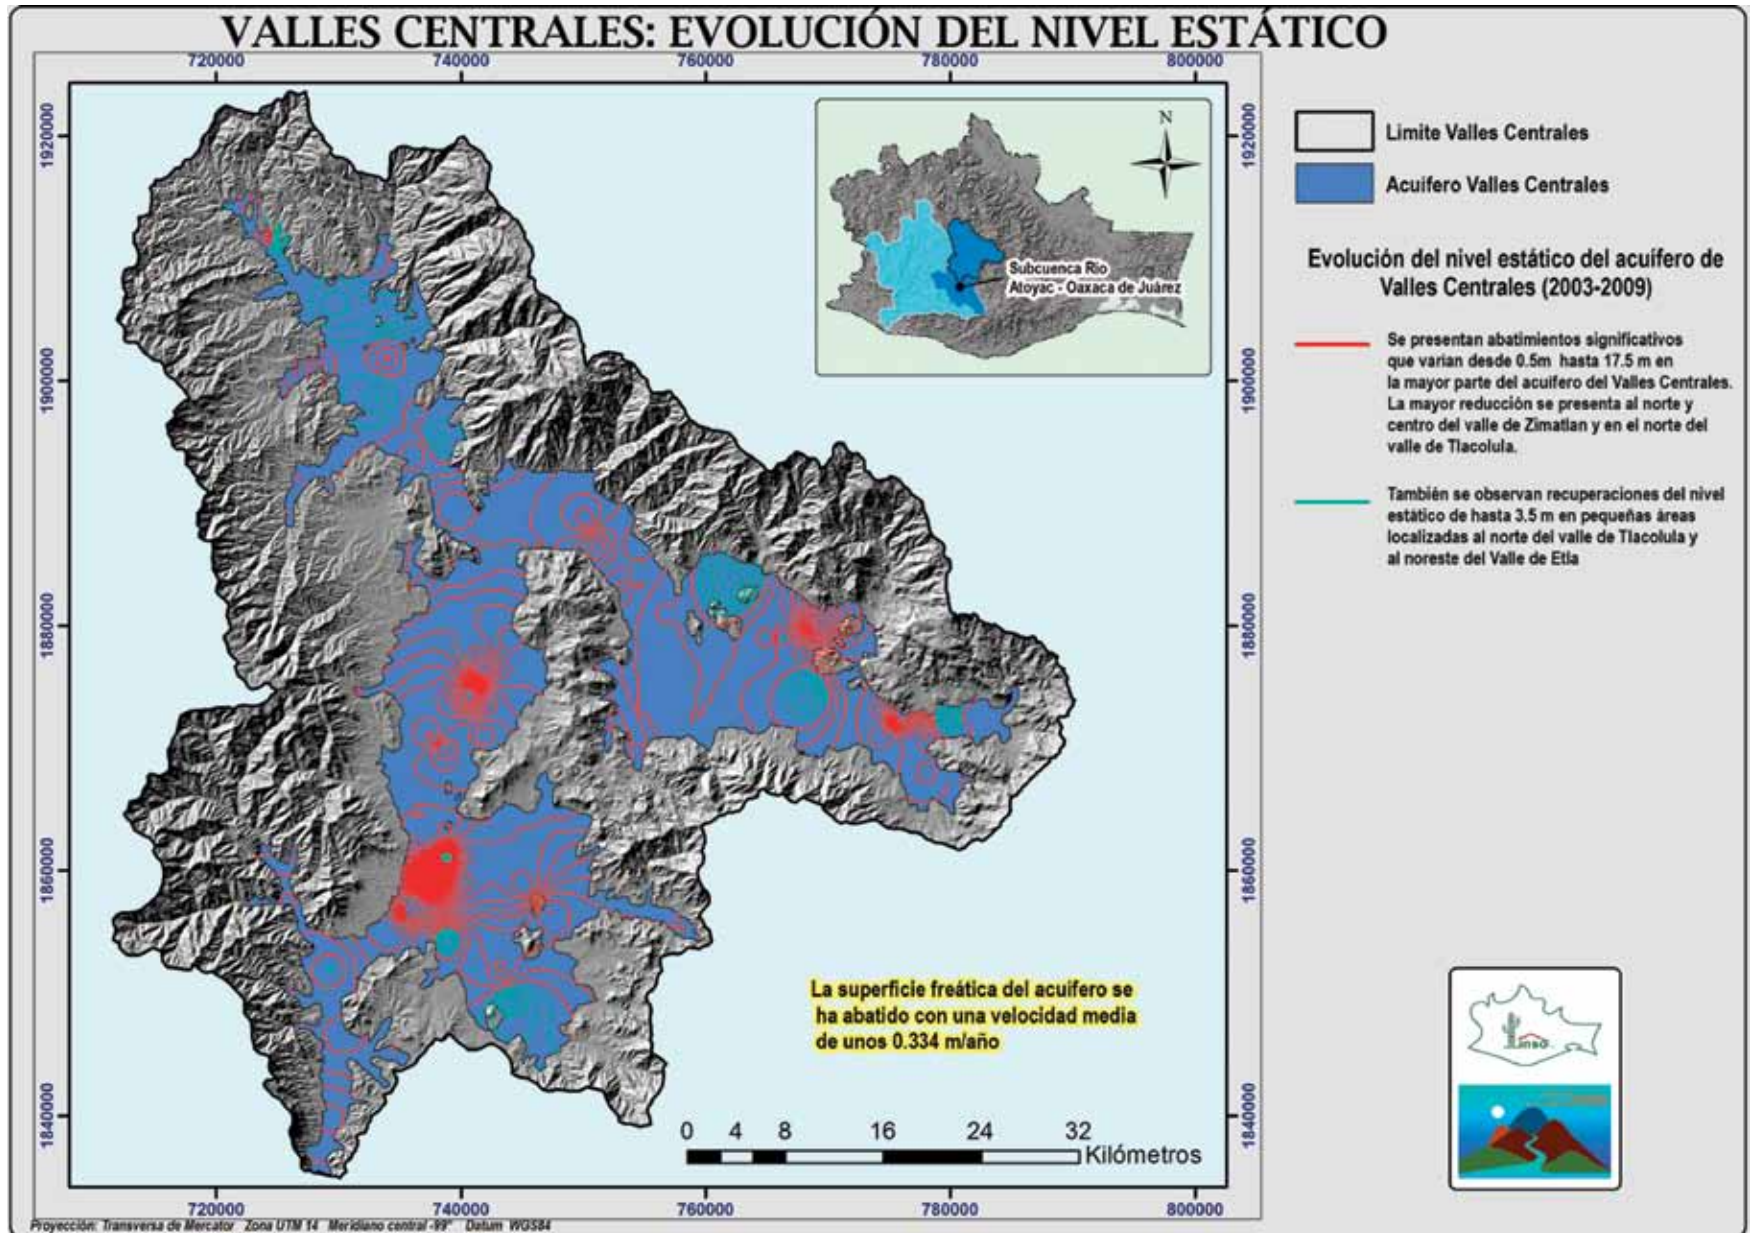 VALLES CENTRALES: EVOLUCIÓN DEL NIVEL ESTÁTICO
720000 740000 760000 780000 800000
1920000
1900000
1880000
1860000
1840000
N
Subcuenca Rio
Atoyac - Oaxaca de Juárez
1920000
1900000
1880000
1860000
1840000
La superficie freática del acuifero se
ha abatido con una velocidad media
de unos 0.334 m/año
0 4 8 16 24 32
Kilómetros
720000 740000 760000 780000 800000
Proyección: Transversa de Mercator Zona UTM 14 Meridiano central -99° Datum WGS84
Limite Valles Centrales
Acuifero Valles Centrales
Evolución del nivel estático del acuífero de
Valles Centrales (2003-2009)
Se presentan abatimientos significativos
que varian desde 0.5m hasta 17.5 m en
la mayor parte del acuifero del Valles Centrales.
La mayor reducción se presenta al norte y
centro del valle de Zimatlan y en el norte del
valle de Tlacolula.
También se observan recuperaciones del nivel
estático de hasta 3.5 m en pequeñas áreas
localizadas al norte del valle de Tlacolula y
al noreste del Valle de Etla
inso